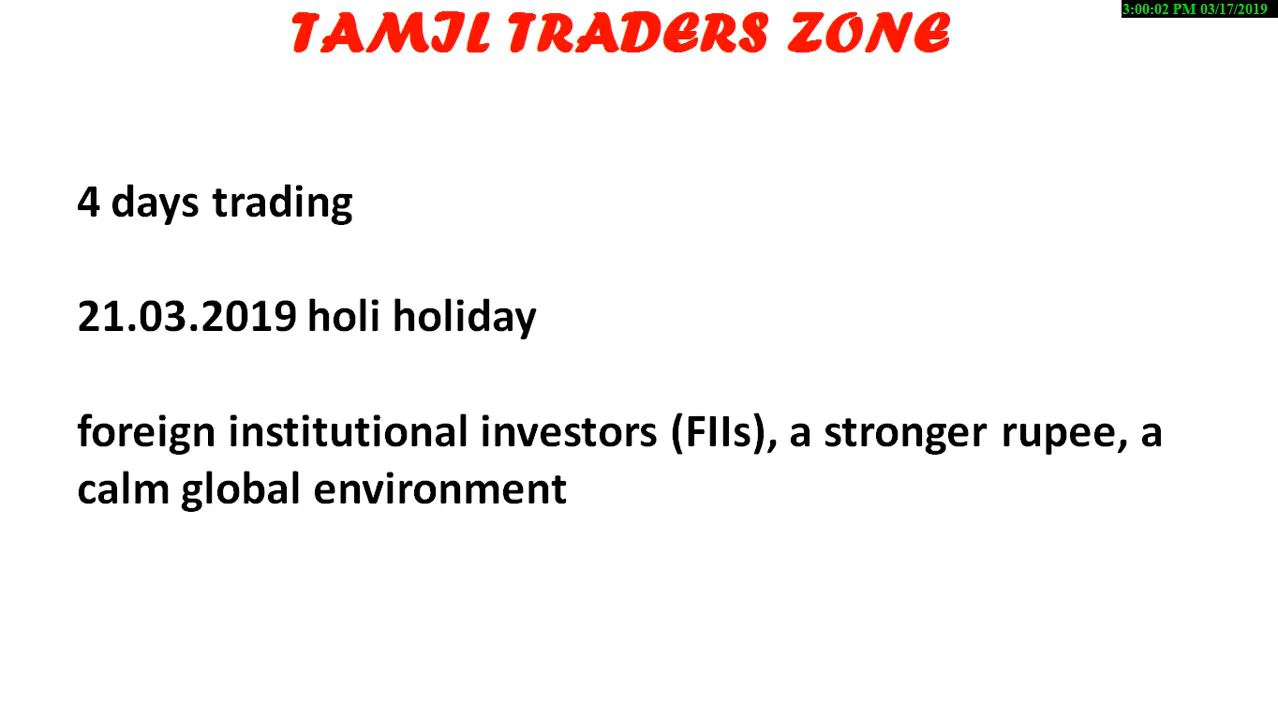 3:00:02 PM 03/17/2019
TAMIL TRADERS ZONE
4 days trading
21.03.2019 holi holiday
foreign institutional investors (FIIs), a stronger rupee, a
calm global environment